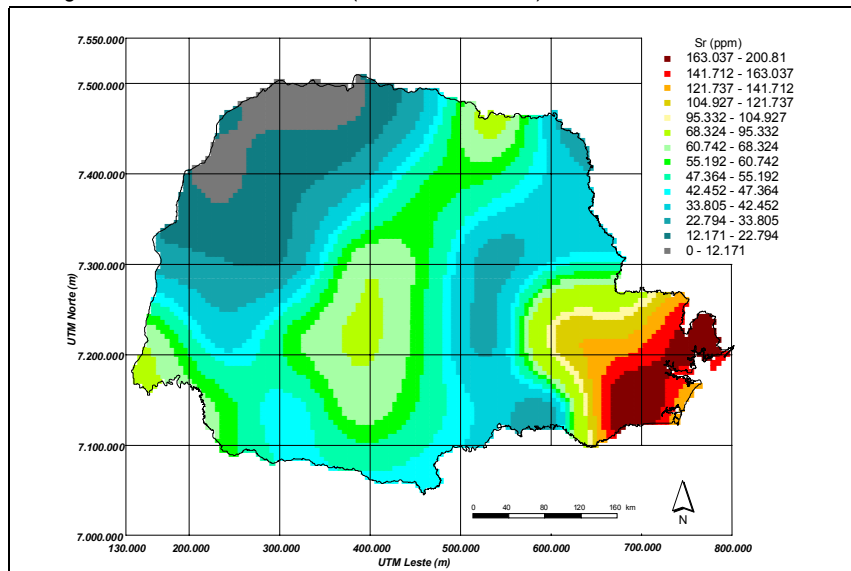 7.550.000
7.500.000
7.400.000
7.300.000
7.200.000
7.100.000
7.000.000
UTM Norte (m)
130.000 200.000 300.000 400.000 500.000 600.000 700.000 800.000
UTM Leste (m)
Sr (ppm)
163.037 - 200.81
141.712 - 163.037
121.737 - 141.712
104.927 - 121.737
95.332 - 104.927
68.324 - 95.332
60.742 - 68.324
55.192 - 60.742
47.364 - 55.192
42.452 - 47.364
33.805 - 42.452
22.794 - 33.805
12.171 - 22.794
0 - 12.171
0 40 80 120 160 km
N